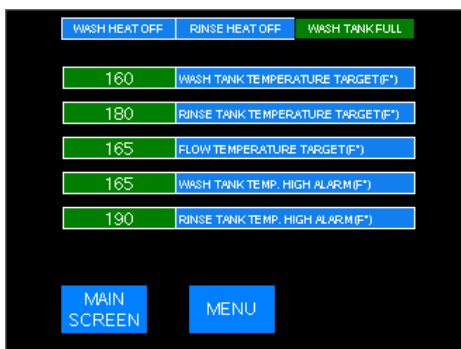 WASH HEAT OFF RINSE HEAT OFF WASH TANK FULL
160 WASH TANK TEMPERATURE TARGET(F°)
180 RINSE TANK TEMPERATURE TARGET(F°)
165 FLOW TEMPERATURE TARGET(F°)
165 WASH TANK TEMP. HIGH ALARM(F°)
190 RINSE TANK TEMP. HIGH ALARM(F°)
MAIN
SCREEN
MENU